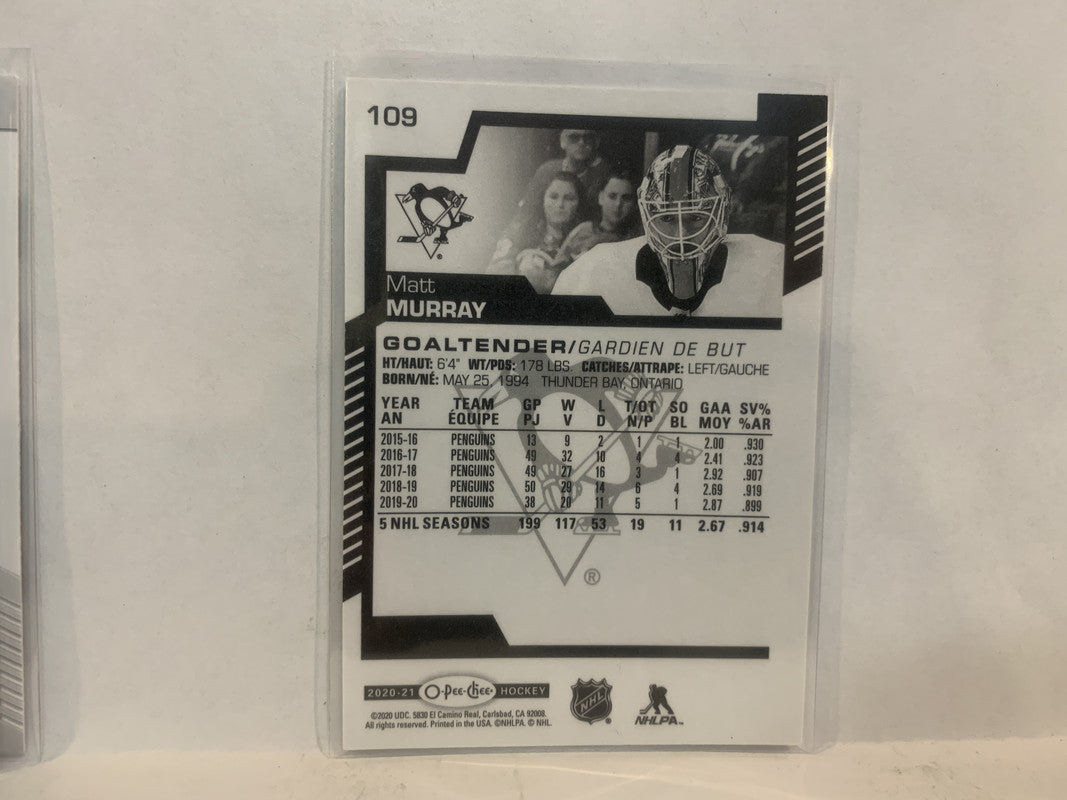 109
Matt
MURRAY
GOALTENDER/GARDIEN DE BUT
HT/HAUT: 6'4" WT/PDS: 178 LBS. CATCHES/ATTRAPE: LEFT/GAUCHE
BORN/NÉ: MAY 25, 1994 THUNDER BAY, ONTARIO
YEAR TEAM GP W L T/OT SO GAA SV%
AN ÉQUIPE PJ V D N/P BL MOY %AR
2015-16 PENGUINS 13 9 2 1 1 2.00 .930
2016-17 PENGUINS 49 32 10 4 4 2.41 .923
2017-18 PENGUINS 49 27 16 3 1 2.92 .907
2018-19 PENGUINS 50 29 14 6 4 2.69 .919
2019-20 PENGUINS 38 20 11 5 1 2.87 .899
5 NHL SEASONS 199 117 53 19 11 2.67 .914
®
2020-21 O-Pee-Chee® HOCKEY
NHL
NHLPA
©2020 UDC. 5830 El Camino Real, Carlsbad, CA 92008.
All rights reserved. Printed in the USA. ©NHLPA. © NHL.